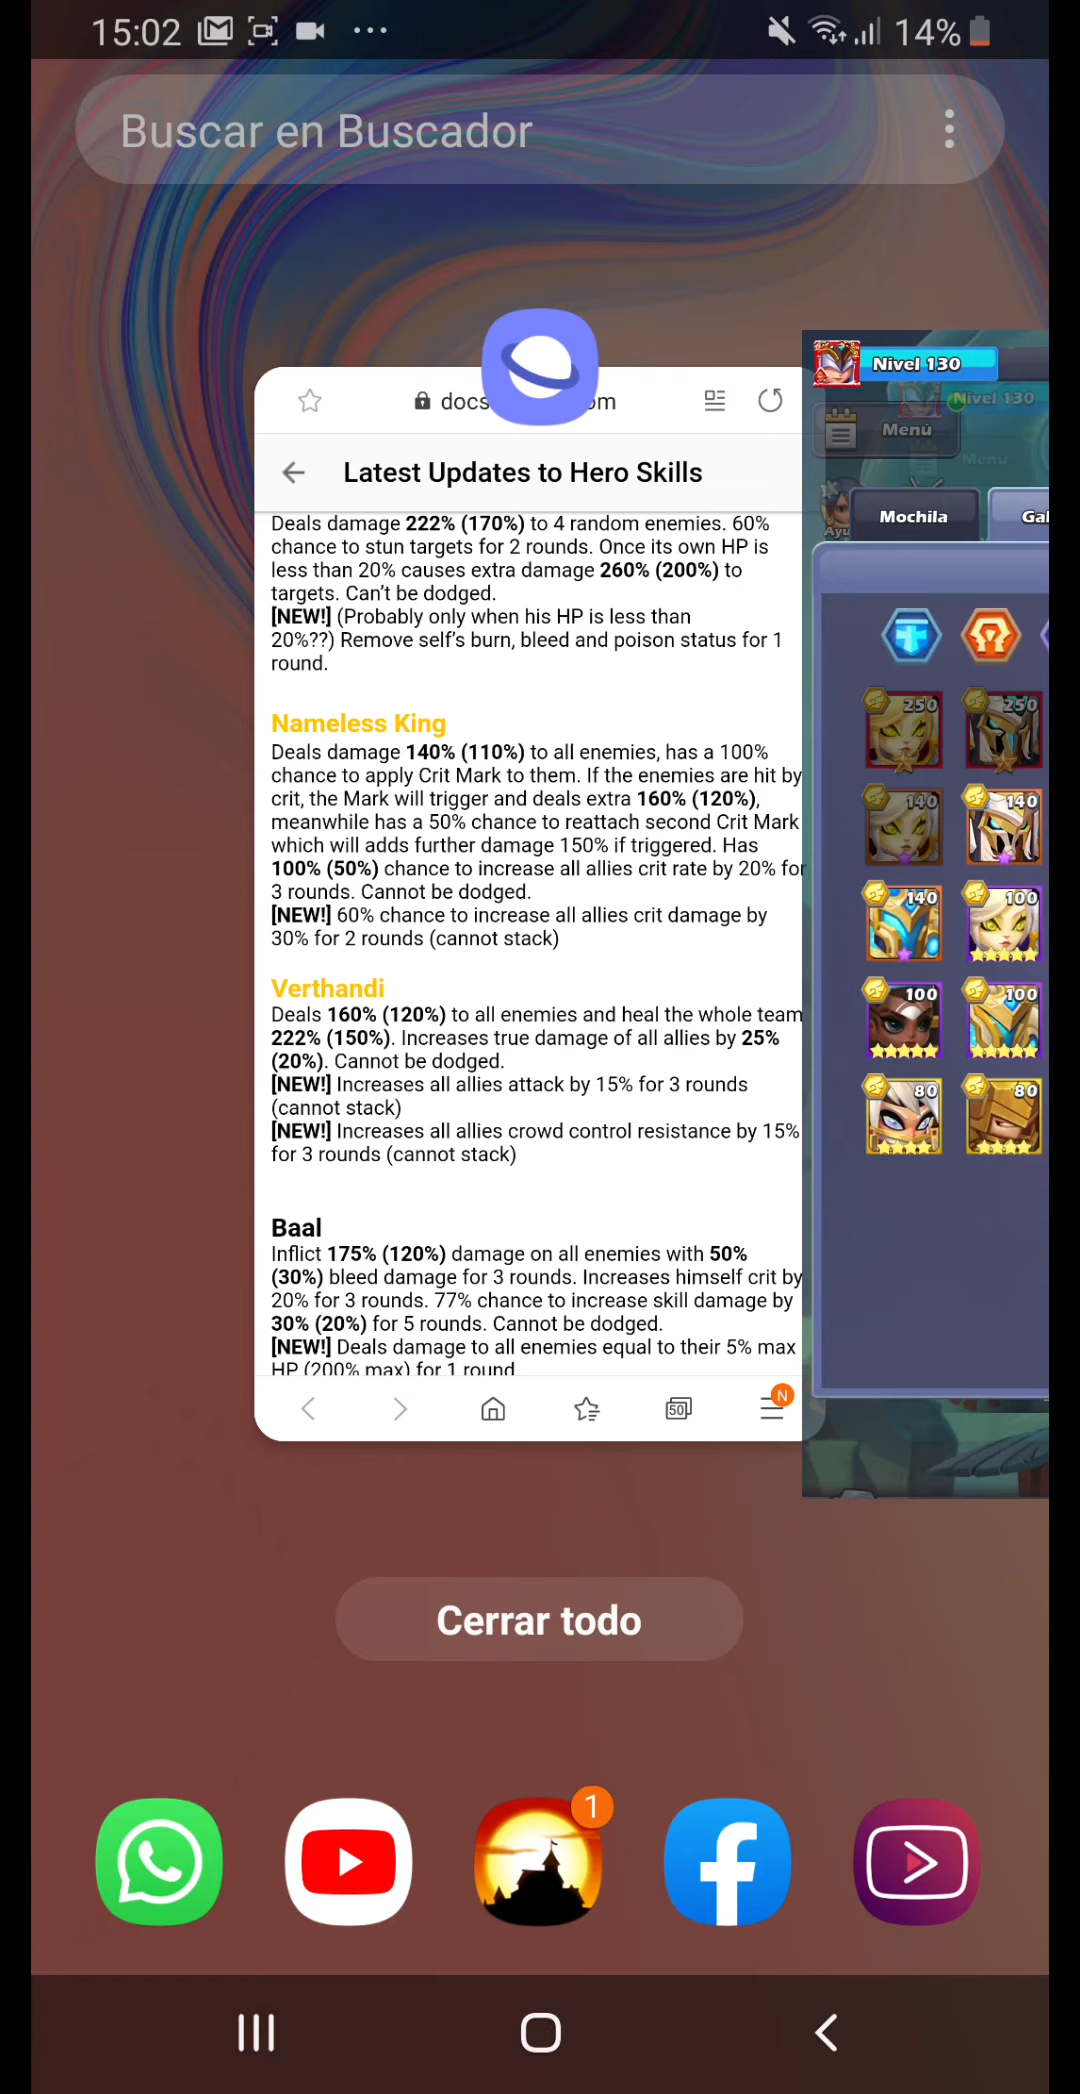 15:02
14%
Buscar en Buscador
docs
om
Latest Updates to Hero Skills
Deals damage 222% (170%) to 4 random enemies. 60%
chance to stun targets for 2 rounds. Once its own HP is
less than 20% causes extra damage 260% (200%) to
targets. Can't be dodged.
[NEW!] (Probably only when his HP is less than
20%??) Remove self's burn, bleed and poison status for 1
round.
Nameless King
Deals damage 140% (110%) to all enemies, has a 100%
chance to apply Crit Mark to them. If the enemies are hit by
crit, the Mark will trigger and deals extra 160% (120%),
meanwhile has a 50% chance to reattach second Crit Mark
which will adds further damage 150% if triggered. Has
100% (50%) chance to increase all allies crit rate by 20% for
3 rounds. Cannot be dodged.
[NEW!] 60% chance to increase all allies crit damage by
30% for 2 rounds (cannot stack)
Verthandi
Deals 160% (120%) to all enemies and heal the whole team
222% (150%). Increases true damage of all allies by 25%
(20%). Cannot be dodged.
[NEW!] Increases all allies attack by 15% for 3 rounds
(cannot stack)
[NEW!] Increases all allies crowd control resistance by 15%
for 3 rounds (cannot stack)
Baal
Inflict 175% (120%) damage on all enemies with 50%
(30%) bleed damage for 3 rounds. Increases himself crit by
20% for 3 rounds. 77% chance to increase skill damage by
30% (20%) for 5 rounds. Cannot be dodged.
[NEW!] Deals damage to all enemies equal to their 5% max
HP (200% max) for 1 round
50
N
Nivel 130
Nivel 130
Menú
Menu
Ayu
Mochila
Gal
250
250
140
140
140
100
100
100
80
80
Cerrar todo
1